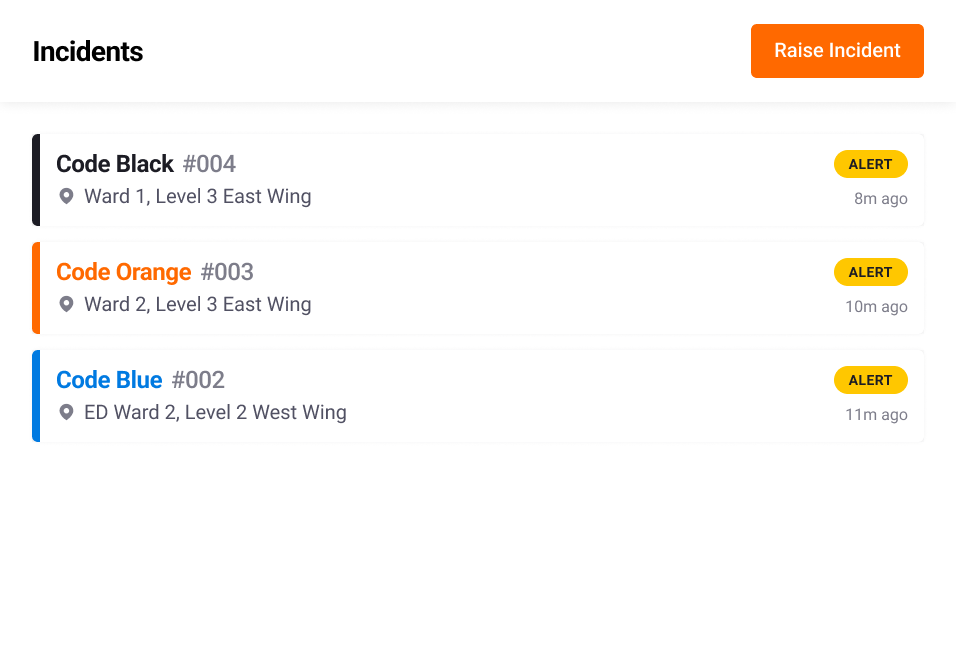 Incidents
Raise Incident
Code Black #004
ALERT
Ward 1, Level 3 East Wing
8m ago
Code Orange #003
ALERT
Ward 2, Level 3 East Wing
10m ago
Code Blue #002
ALERT
ED Ward 2, Level 2 West Wing
11m ago